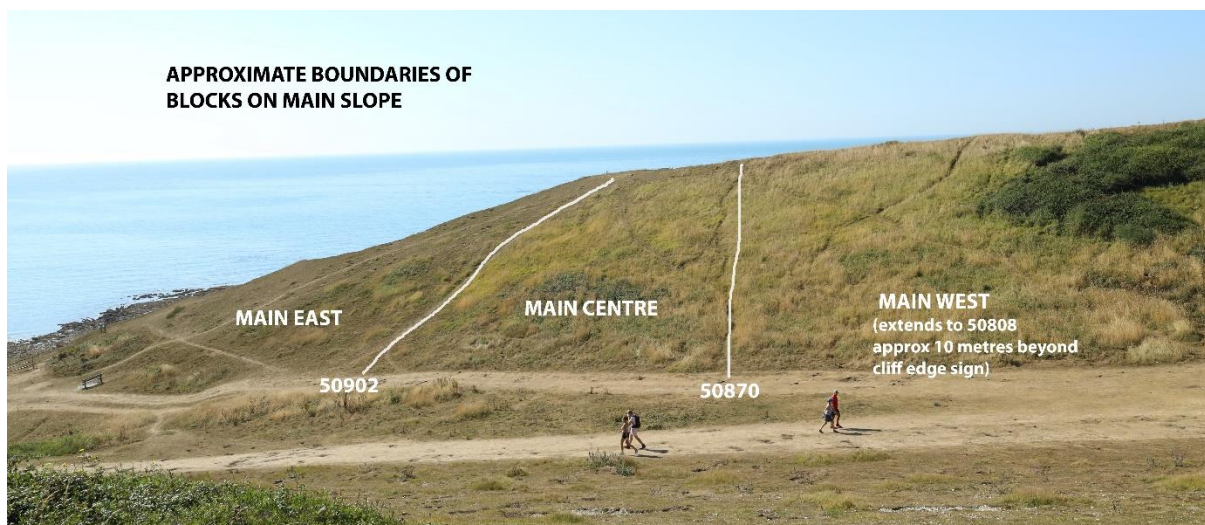 APPROXIMATE BOUNDARIES OF
BLOCKS ON MAIN SLOPE
MAIN EAST
MAIN CENTRE
MAIN WEST
(extends to 50808
approx 10 metres beyond
cliff edge sign)
50902
50870